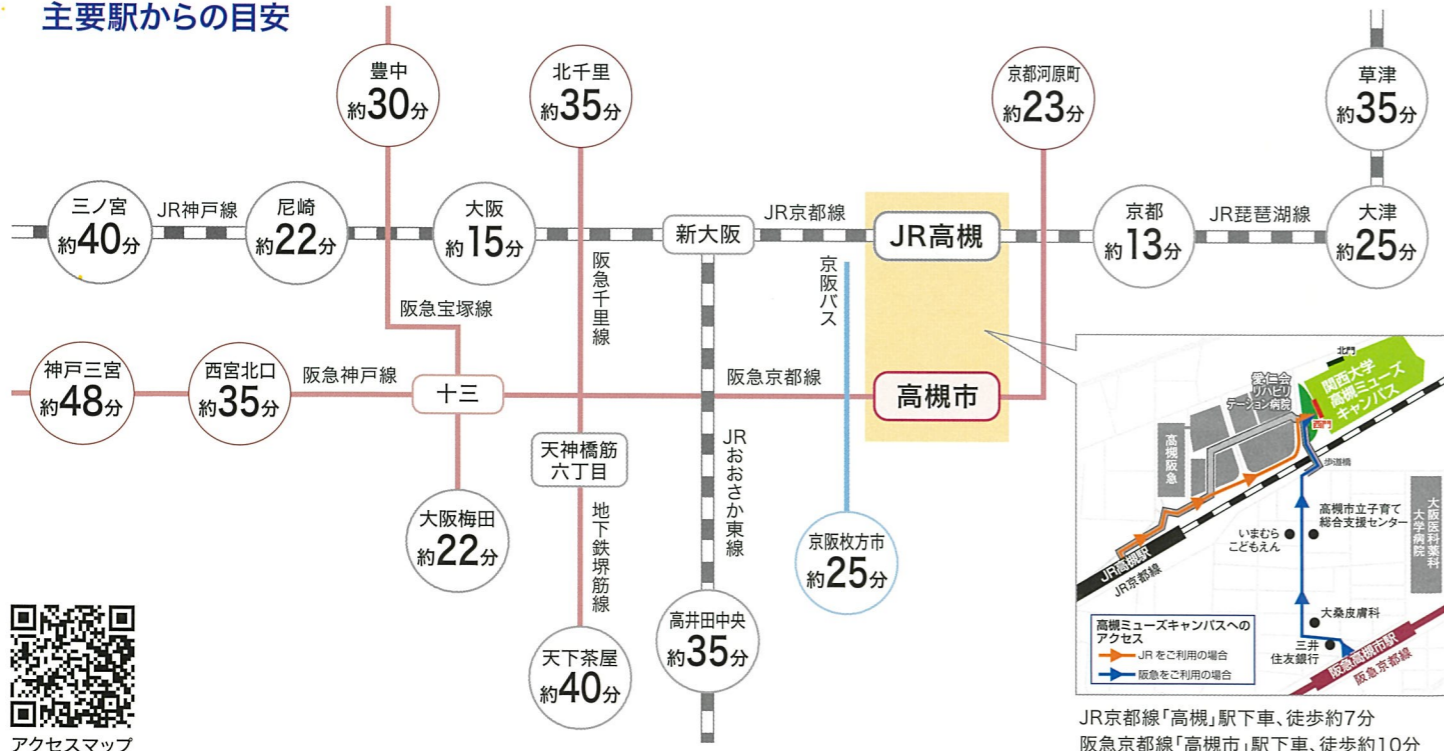 主要駅からの目安
豊中
約30分
北千里
約35分
京都河原町
約23分
草津
約35分
三ノ宮
約40分
JR神戸線
尼崎
約22分
大阪
約15分
新大阪
JR京都線
JR高槻
京都
約13分
JR琵琶湖線
大津
約25分
阪急千里線
京阪バス
阪急宝塚線
神戸三宮
約48分
西宮北口
約35分
阪急神戸線
十三
阪急京都線
高槻市
天神橋筋
六丁目
JRおおさか東線
大阪梅田
約22分
地下鉄堺筋線
京阪枚方市
約25分
高井田中央
約35分
天下茶屋
約40分
アクセスマップ
北門
愛仁会
リハビリ
テーション病院
関西大学
高槻ミューズ
キャンパス
西門
高槻阪急
歩道橋
高槻市立子育て
総合支援センター
いまむら
こどもえん
大阪医科薬科
大学病院
JR高槻駅
JR京都線
大桑皮膚科
三井
住友銀行
阪急高槻市駅
阪急京都線
高槻ミューズキャンパスへの
アクセス
JRをご利用の場合
阪急をご利用の場合
JR京都線「高槻」駅下車、徒歩約7分
阪急京都線「高槻市」駅下車、徒歩約10分